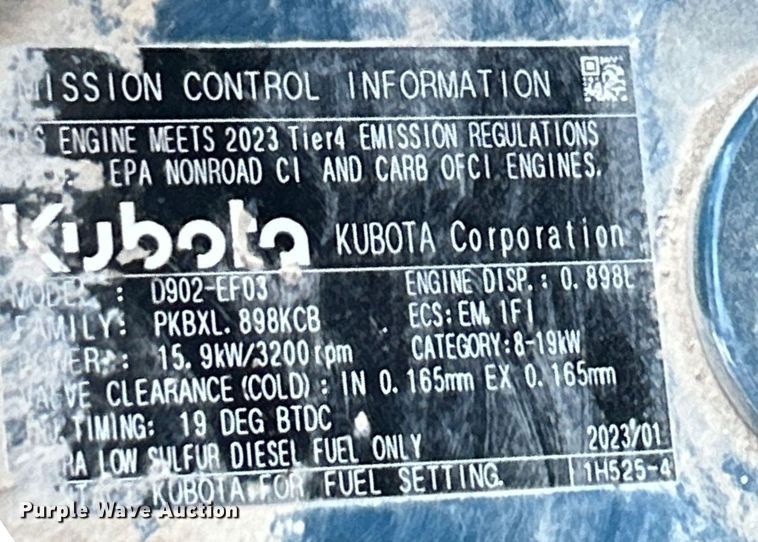 MISSION CONTROL INFORMATION
ENGINE MEETS 2023 Tier4 EMISSION REGULATIONS
EPA NONROAD CI AND CARB OFCI ENGINES.
Kubota KUBOTA Corporation
MODEL : D902-EF03 ENGINE DISP.: 0.898L
FAMILY: PKBXL.898KCB ECS: EM, IFI
POWER: 15.9kW/3200rpm CATEGORY:8-19kW
VALVE CLEARANCE (COLD): IN 0.165mm EX 0.165mm
TIMING: 19 DEG BTDC
RA LOW SULFUR DIESEL FUEL ONLY 2023/01
KUBOTA FOR FUEL SETTING. 1H525-4
Purple Wave Auction